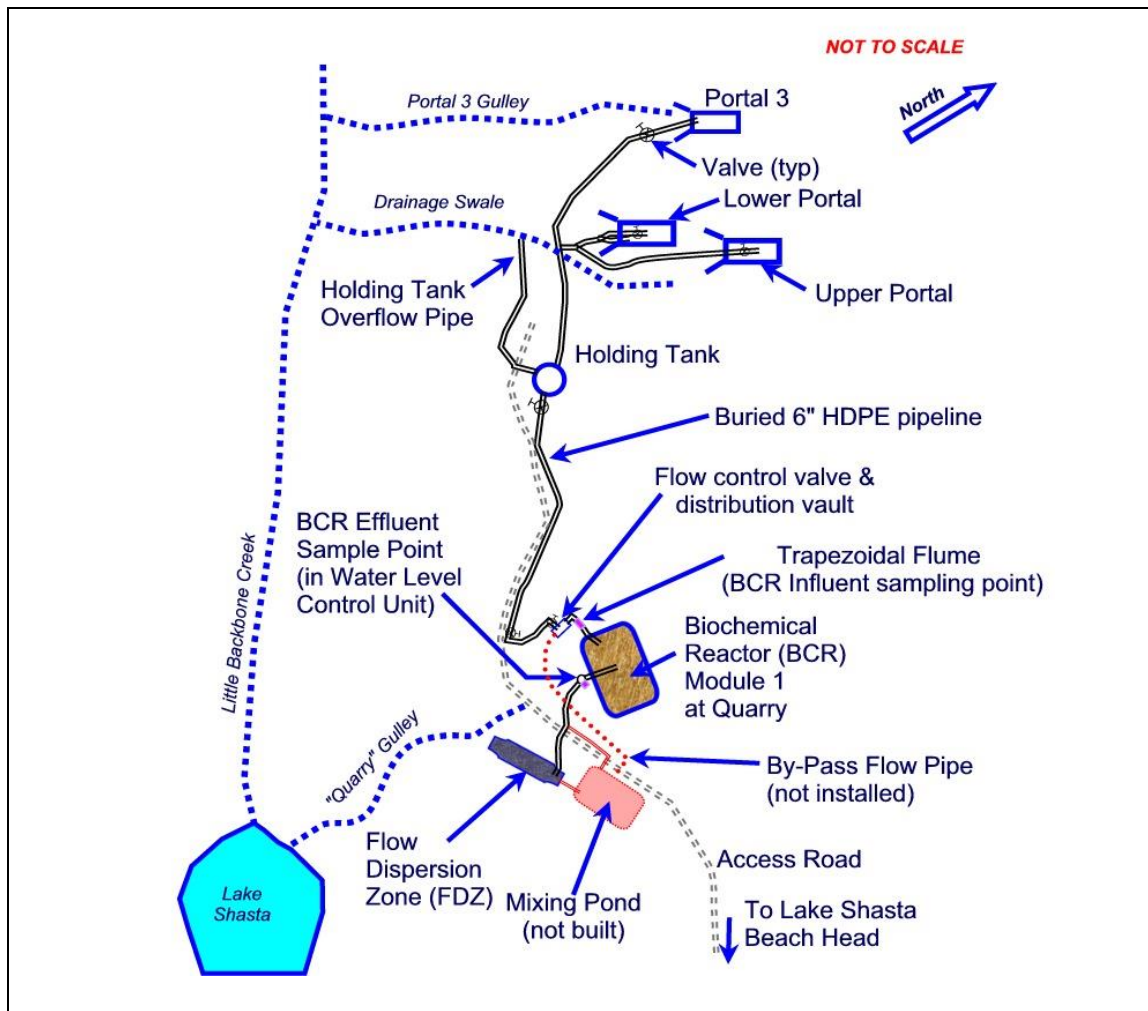 NOT TO SCALE
North
Portal 3 Gulley
Portal 3
Valve (typ)
Drainage Swale
Lower Portal
Upper Portal
Holding Tank
Overflow Pipe
Holding Tank
Buried 6" HDPE pipeline
Flow control valve &
distribution vault
BCR Effluent
Sample Point
(in Water Level
Control Unit)
Trapezoidal Flume
(BCR Influent sampling point)
Little Backbone Creek
Biochemical
Reactor (BCR)
Module 1
at Quarry
"Quarry" Gulley
By-Pass Flow Pipe
(not installed)
Flow
Dispersion
Zone (FDZ)
Mixing Pond
(not built)
Access Road
Lake
Shasta
To Lake Shasta
Beach Head